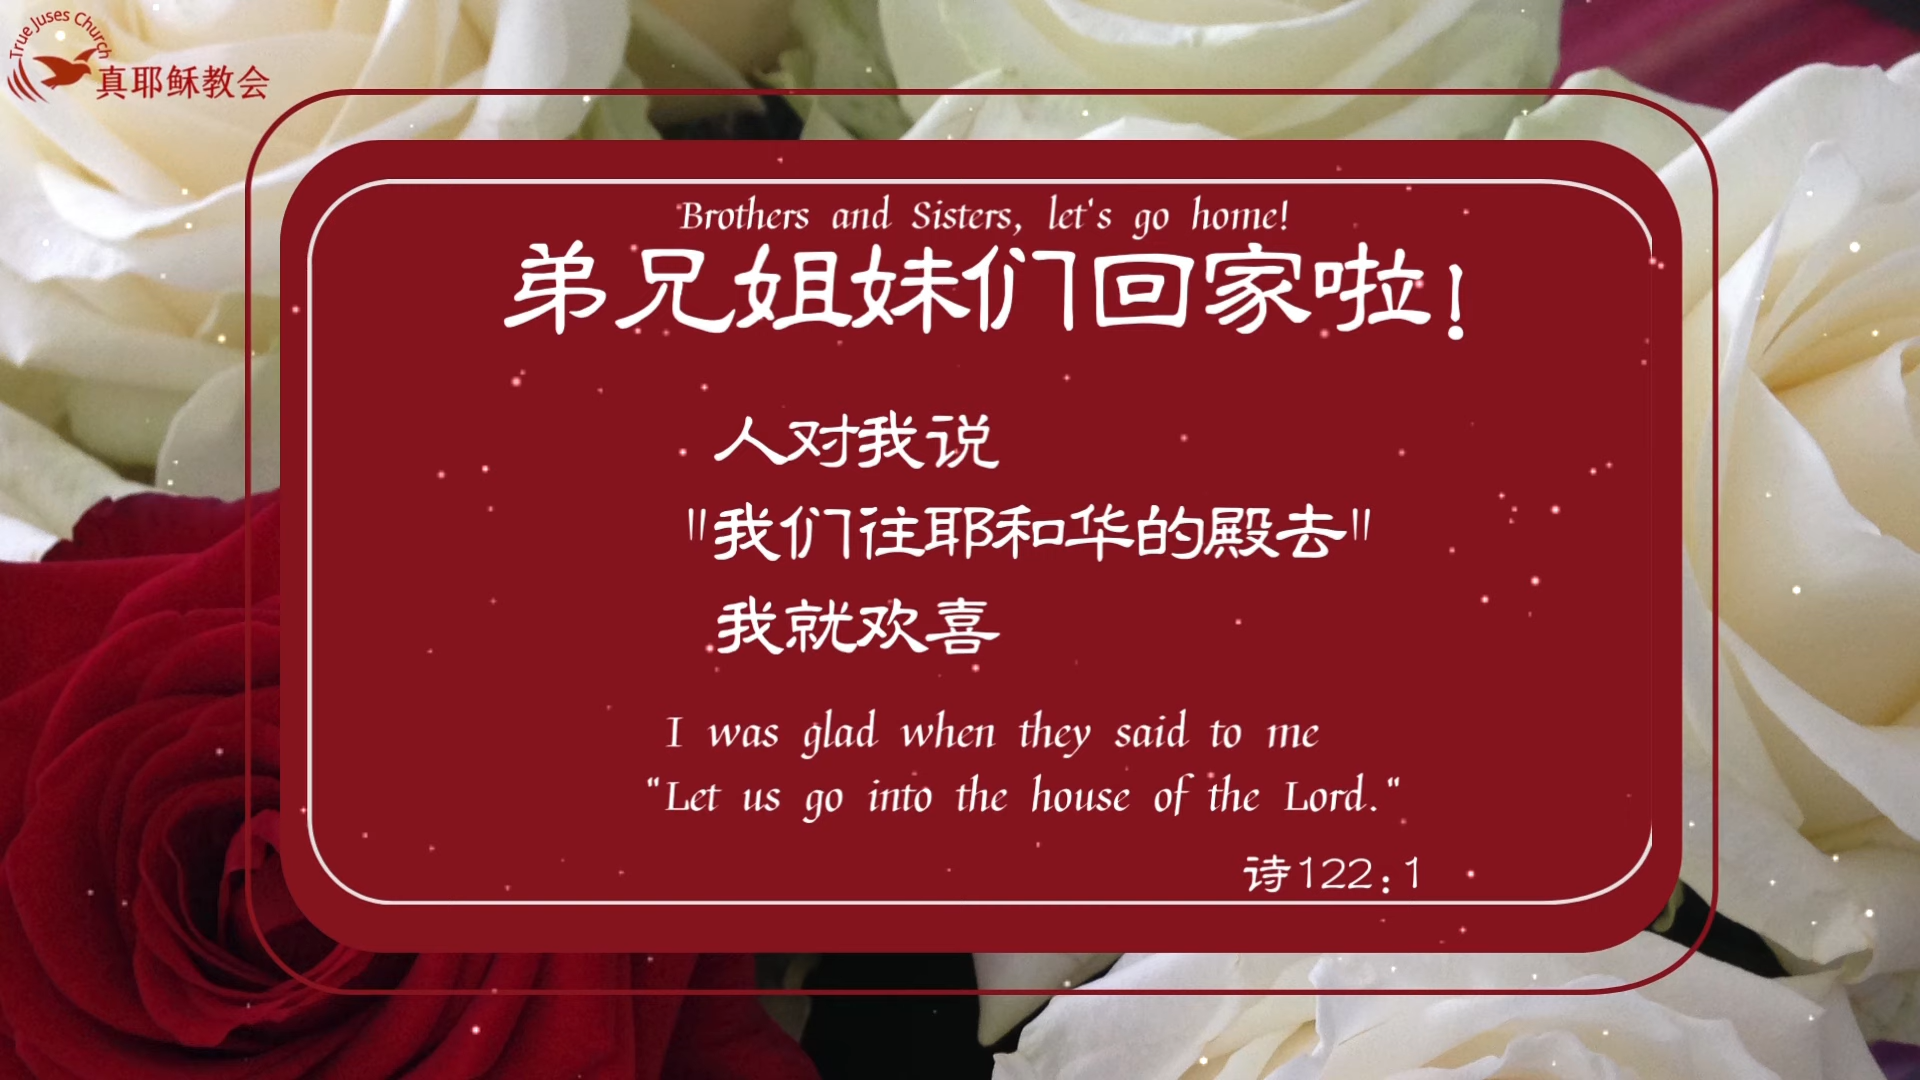 True Juses Church
真耶稣教会
Brothers and Sisters, let's go home!
弟兄姐妹们回家啦!
人对我说
"我们往耶和华的殿去"
我就欢喜
I was glad when they said to me
"Let us go into the house of the Lord."
诗122:1